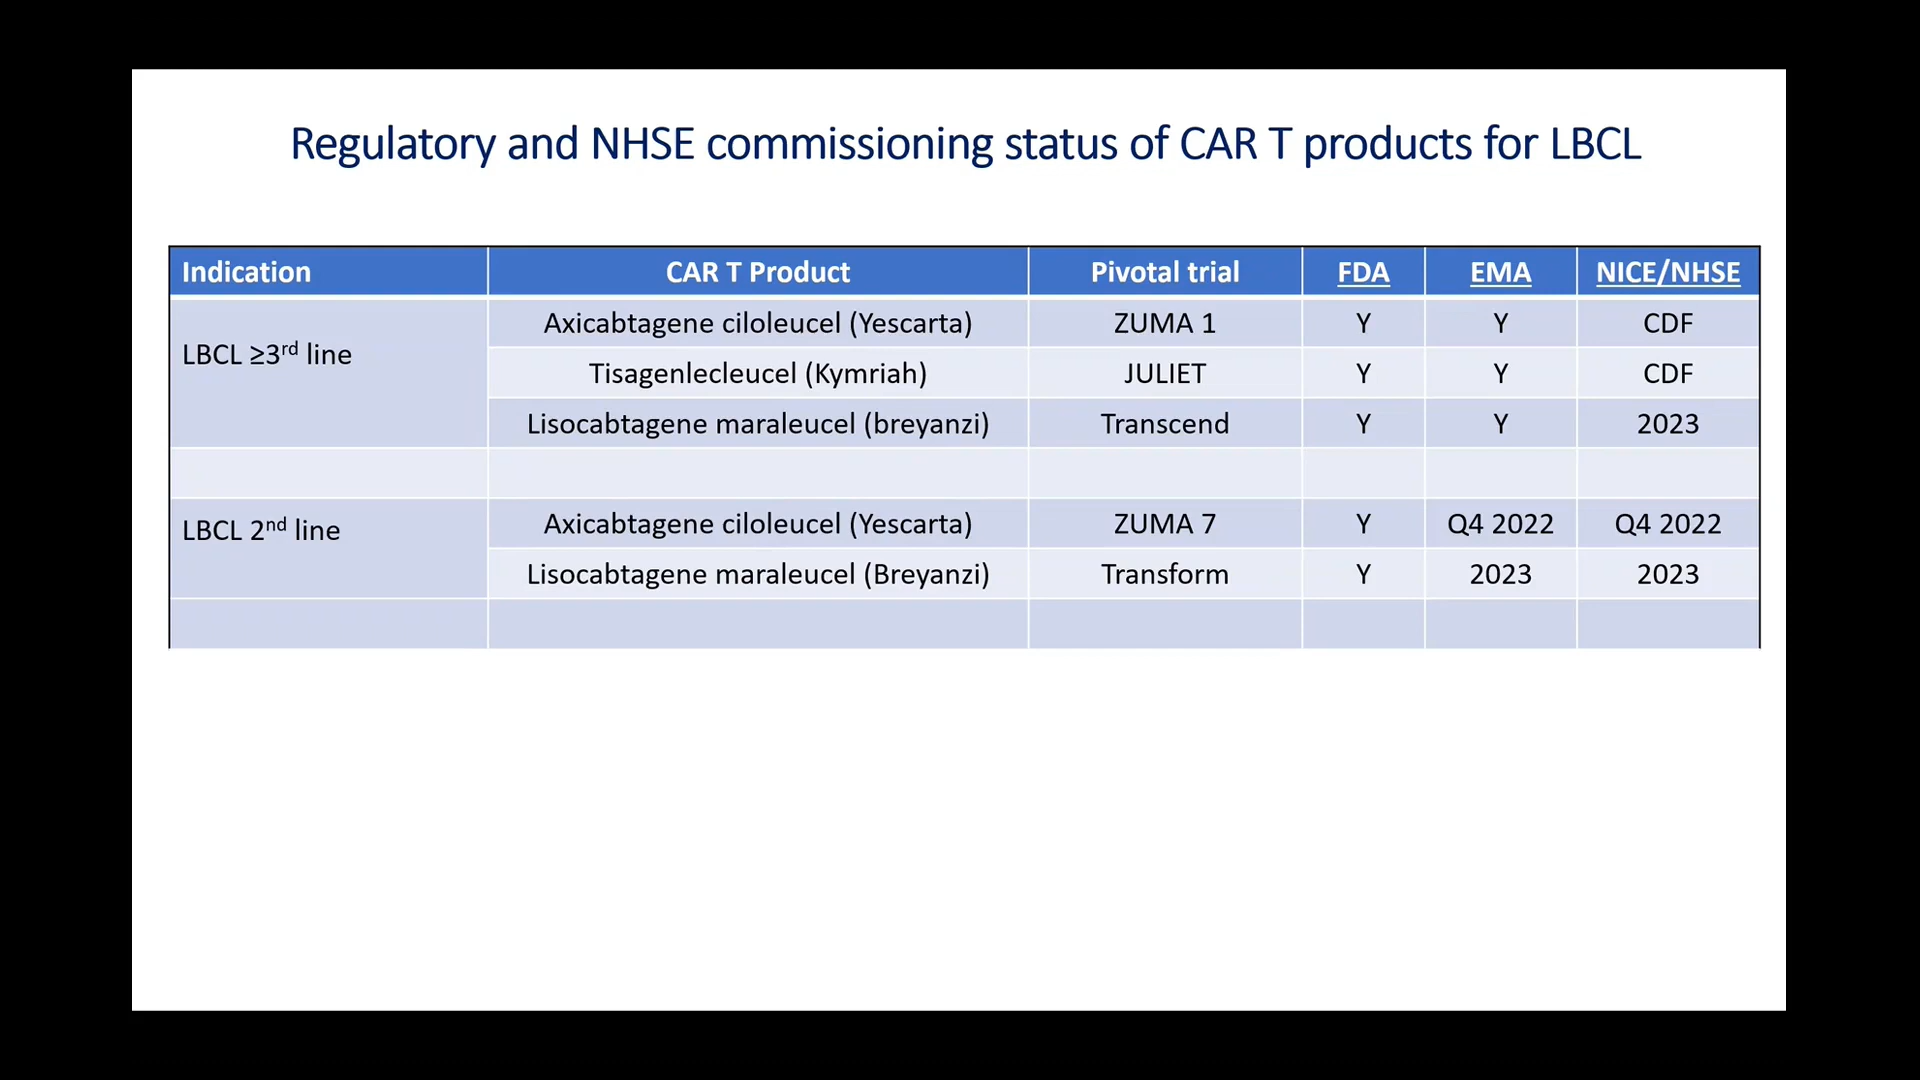 Regulatory and NHSE commissioning status of CAR T products for LBCL
Indication CAR T Product Pivotal trial FDA EMA NICE/NHSE
LBCL ≥3rd line
Axicabtagene ciloleucel (Yescarta) ZUMA 1 Y Y CDF
Tisagenlecleucel (Kymriah) JULIET Y Y CDF
Lisocabtagene maraleucel (breyanzi) Transcend Y Y 2023
LBCL 2nd line
Axicabtagene ciloleucel (Yescarta) ZUMA 7 Y Q4 2022 Q4 2022
Lisocabtagene maraleucel (Breyanzi) Transform Y 2023 2023